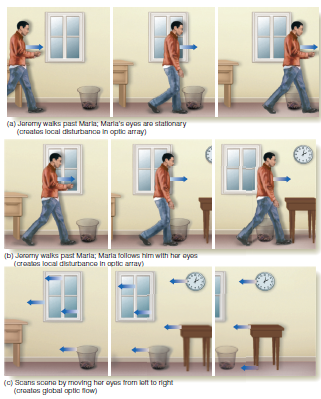 (a) Jeremy walks past Maria; Maria's eyes are stationary
(creates local disturbance in optic array)
(b) Jeremy walks past Maria; Maria follows him with her eyes
(creates local disturbance in optic array)
(c) Scans scene by moving her eyes from left to right
(creates global optic flow)